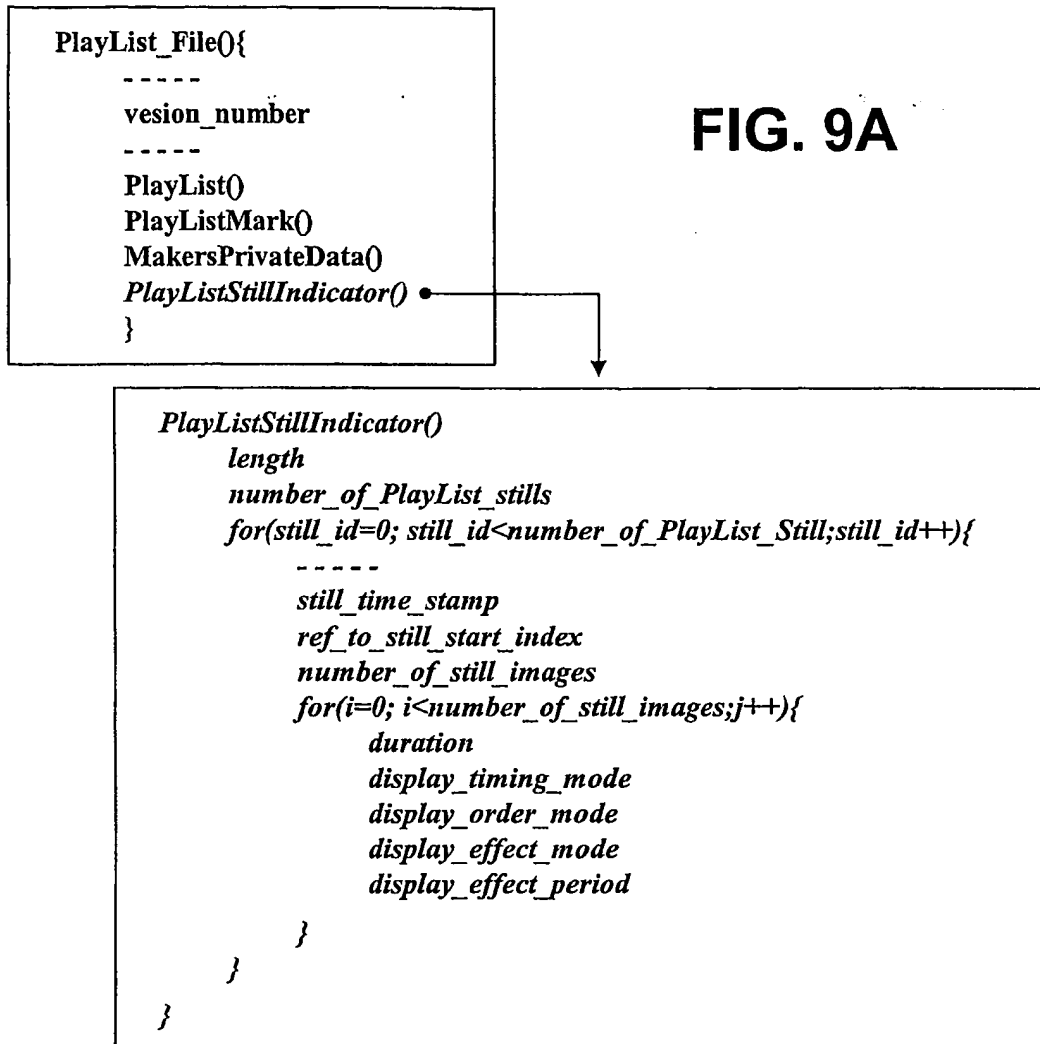 PlayList_File(){
- - - - -
vesion_number
- - - - -
PlayList()
PlayListMark()
MakersPrivateData()
PlayListStillIndicator()
}
FIG. 9A
PlayListStillIndicator()
length
number_of_PlayList_stills
for(still_id=0; still_id<number_of_PlayList_Still;still_id++){
- - - - -
still_time_stamp
ref_to_still_start_index
number_of_still_images
for(i=0; i<number_of_still_images;j++){
duration
display_timing_mode
display_order_mode
display_effect_mode
display_effect_period
}
}
}